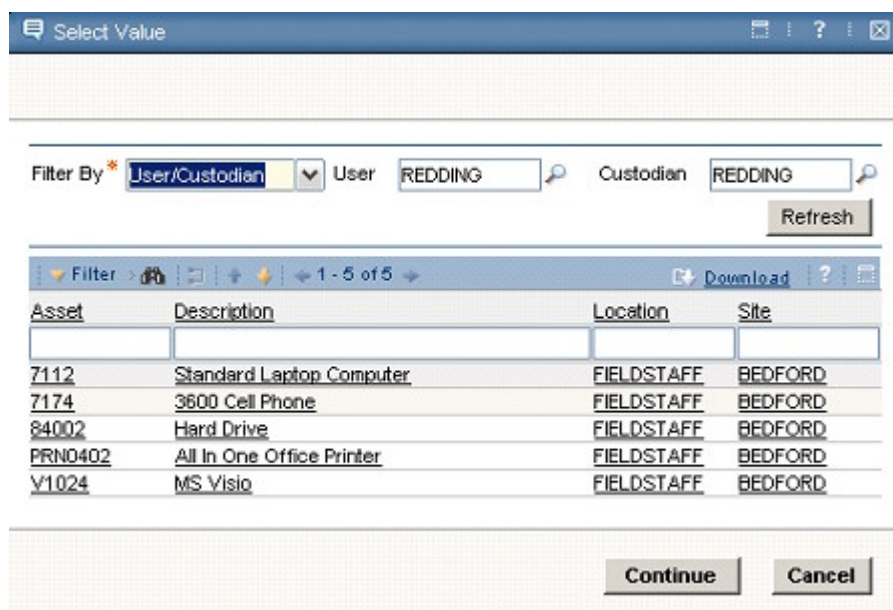 Select Value ?
Filter By * User/Custodian User REDDING Custodian REDDING
Refresh
Filter 1 - 5 of 5 Download ?
Asset Description Location Site
7112 Standard Laptop Computer FIELDSTAFF BEDFORD
7174 3600 Cell Phone FIELDSTAFF BEDFORD
84002 Hard Drive FIELDSTAFF BEDFORD
PRN0402 All In One Office Printer FIELDSTAFF BEDFORD
V1024 MS Visio FIELDSTAFF BEDFORD
Continue Cancel